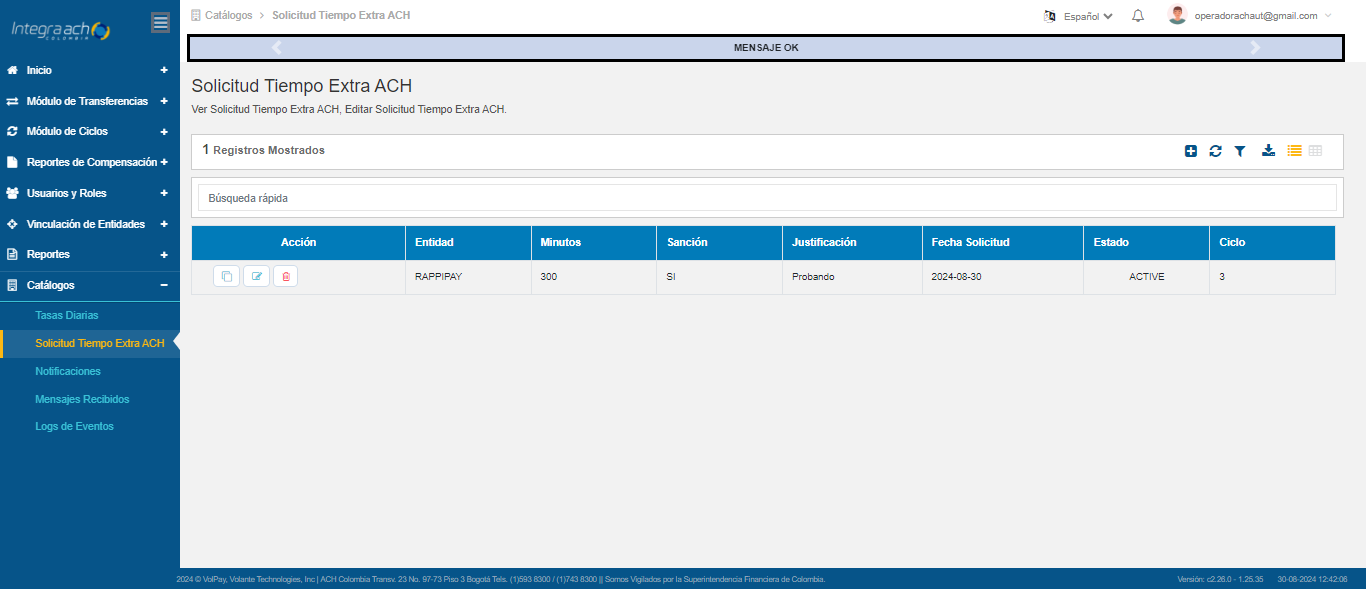 Integra ach
COLOMBIA
Catálogos > Solicitud Tiempo Extra ACH
Español
operadorachaut@gmail.com
MENSAJE OK
Inicio +
Módulo de Transferencias +
Módulo de Ciclos +
Reportes de Compensación +
Usuarios y Roles +
Vinculación de Entidades +
Reportes +
Catálogos −
Tasas Diarias
Solicitud Tiempo Extra ACH
Notificaciones
Mensajes Recibidos
Logs de Eventos
Solicitud Tiempo Extra ACH
Ver Solicitud Tiempo Extra ACH, Editar Solicitud Tiempo Extra ACH.
1 Registros Mostrados
Búsqueda rápida
Acción Entidad Minutos Sanción Justificación Fecha Solicitud Estado Ciclo
RAPPIPAY 300 SI Probando 2024-08-30 ACTIVE 3
2024 © VolPay, Volante Technologies, Inc | ACH Colombia Transv. 23 No. 97-73 Piso 3 Bogotá Tels. (1)593 8300 / (1)743 8300 || Somos Vigilados por la Superintendencia Financiera de Colombia.
Versión: c2.26.0 - 1.25.35 30-08-2024 12:42:06